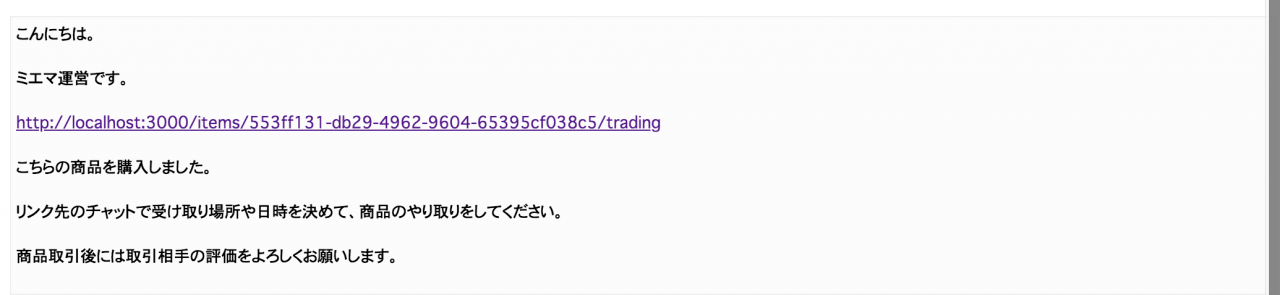 こんにちは。
ミエマ運営です。
http://localhost:3000/items/553ff131-db29-4962-9604-65395cf038c5/trading
こちらの商品を購入しました。
リンク先のチャットで受け取り場所や日時を決めて、商品のやり取りをしてください。
商品取引後には取引相手の評価をよろしくお願いします。